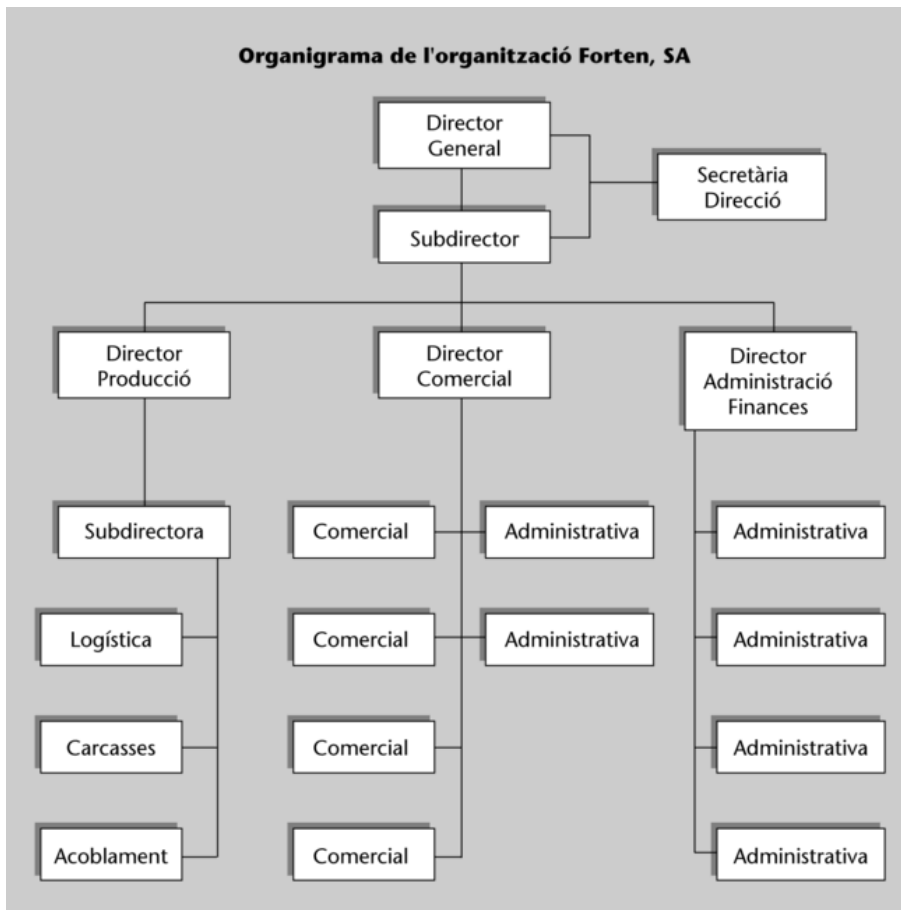 Organigrama de l'organització Forten, SA
Director
General
Secretària
Direcció
Subdirector
Director
Producció
Director
Comercial
Director
Administració
Finances
Subdirectora
Comercial
Administrativa
Administrativa
Logística
Comercial
Administrativa
Administrativa
Carcasses
Comercial
Administrativa
Acoblament
Comercial
Administrativa